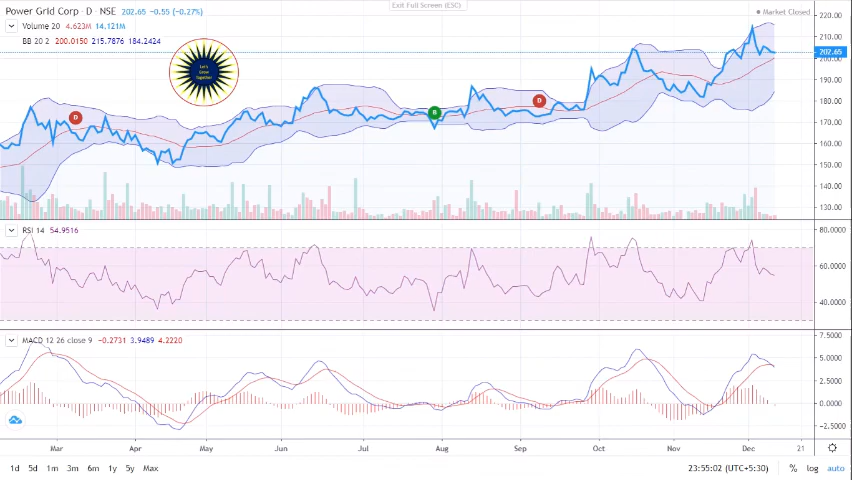 Exit Full Screen (ESC)
Power Grid Corp · D · NSE 202.65 −0.55 (−0.27%)
Market Closed
Volume 20 4.623M 14.121M
BB 20 2 200.0150 215.7876 184.2424
Let's
Grow
Together
D
B
D
220.00
210.00
202.65
200.00
190.00
180.00
170.00
160.00
150.00
140.00
130.00
RSI 14 54.9516
80.0000
60.0000
40.0000
MACD 12 26 close 9 −0.2731 3.9489 4.2220
7.5000
5.0000
2.5000
0.0000
−2.5000
Mar Apr May Jun Jul Aug Sep Oct Nov Dec 21
1d 5d 1m 3m 6m 1y 5y Max
23:55:02 (UTC+5:30) % log auto